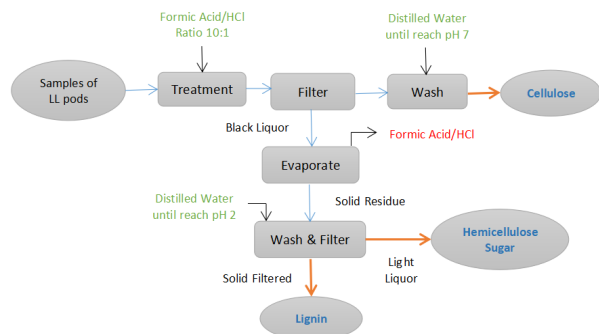 Formic Acid/HCl
Ratio 10:1
Distilled Water
until reach pH 7
Samples of
LL pods
Treatment
Filter
Wash
Cellulose
Black Liquor
Formic Acid/HCl
Evaporate
Distilled Water
until reach pH 2
Solid Residue
Wash & Filter
Hemicellulose
Sugar
Solid Filtered
Light
Liquor
Lignin